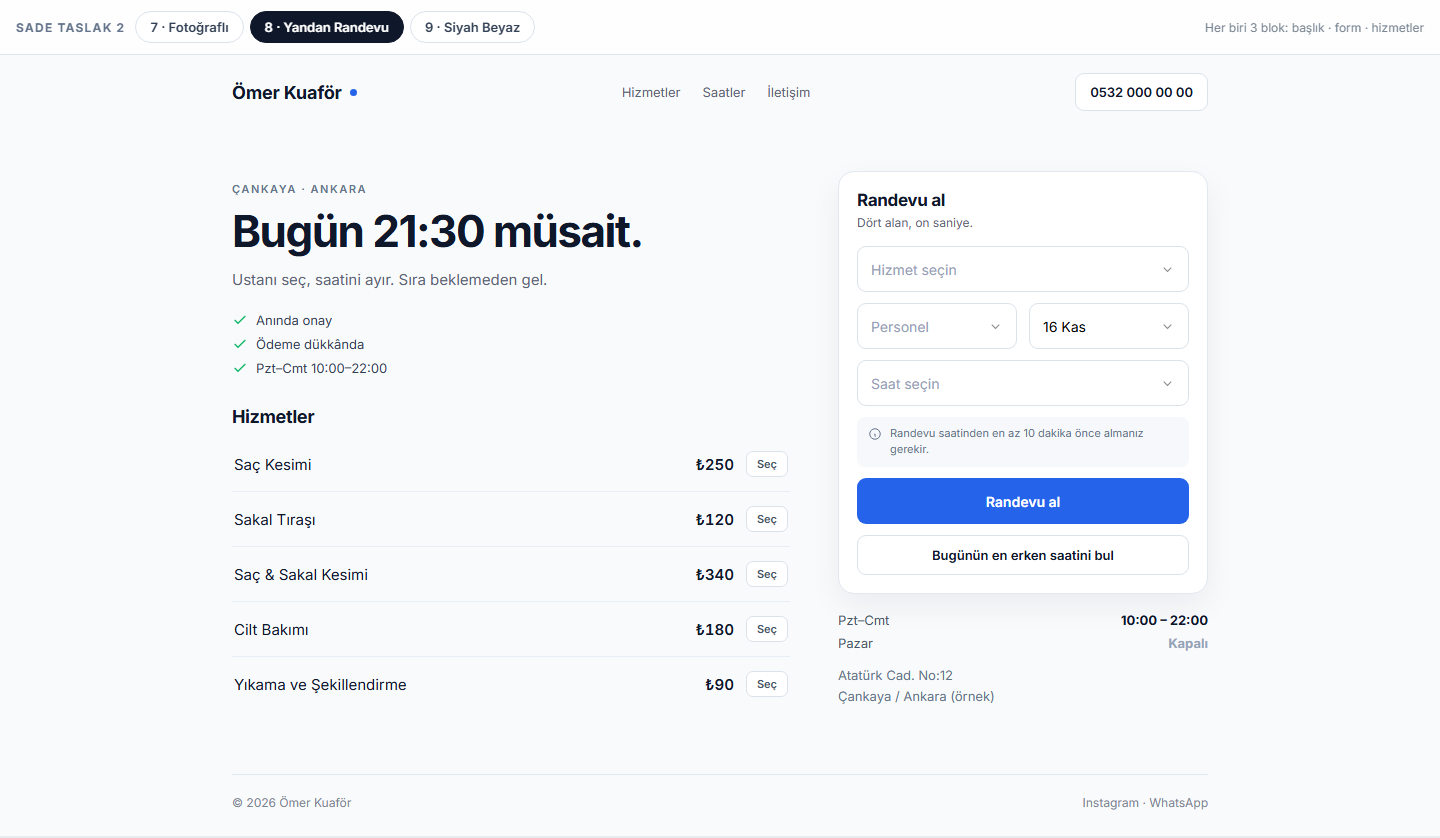 SADE TASLAK 2
7 · Fotoğraflı
8 · Yandan Randevu
9 · Siyah Beyaz
Her biri 3 blok: başlık · form · hizmetler
Ömer Kuaför
Hizmetler
Saatler
İletişim
0532 000 00 00
ÇANKAYA · ANKARA
Bugün 21:30 müsait.
Ustanı seç, saatini ayır. Sıra beklemeden gel.
Anında onay
Ödeme dükkânda
Pzt–Cmt 10:00–22:00
Hizmetler
Saç Kesimi ₺250 Seç
Sakal Tıraşı ₺120 Seç
Saç & Sakal Kesimi ₺340 Seç
Cilt Bakımı ₺180 Seç
Yıkama ve Şekillendirme ₺90 Seç
Randevu al
Dört alan, on saniye.
Hizmet seçin
Personel
16 Kas
Saat seçin
Randevu saatinden en az 10 dakika önce almanız
gerekir.
Randevu al
Bugünün en erken saatini bul
Pzt–Cmt 10:00 – 22:00
Pazar Kapalı
Atatürk Cad. No:12
Çankaya / Ankara (örnek)
© 2026 Ömer Kuaför
Instagram · WhatsApp